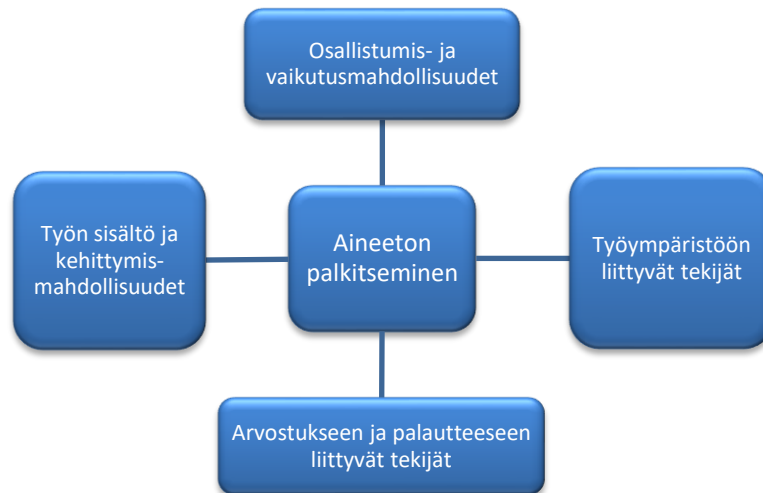 Osallistumis- ja
vaikutusmahdollisuudet
Työn sisältö ja
kehittymis-
mahdollisuudet
Aineeton
palkitseminen
Työympäristöön
liittyvät tekijät
Arvostukseen ja palautteeseen
liittyvät tekijät